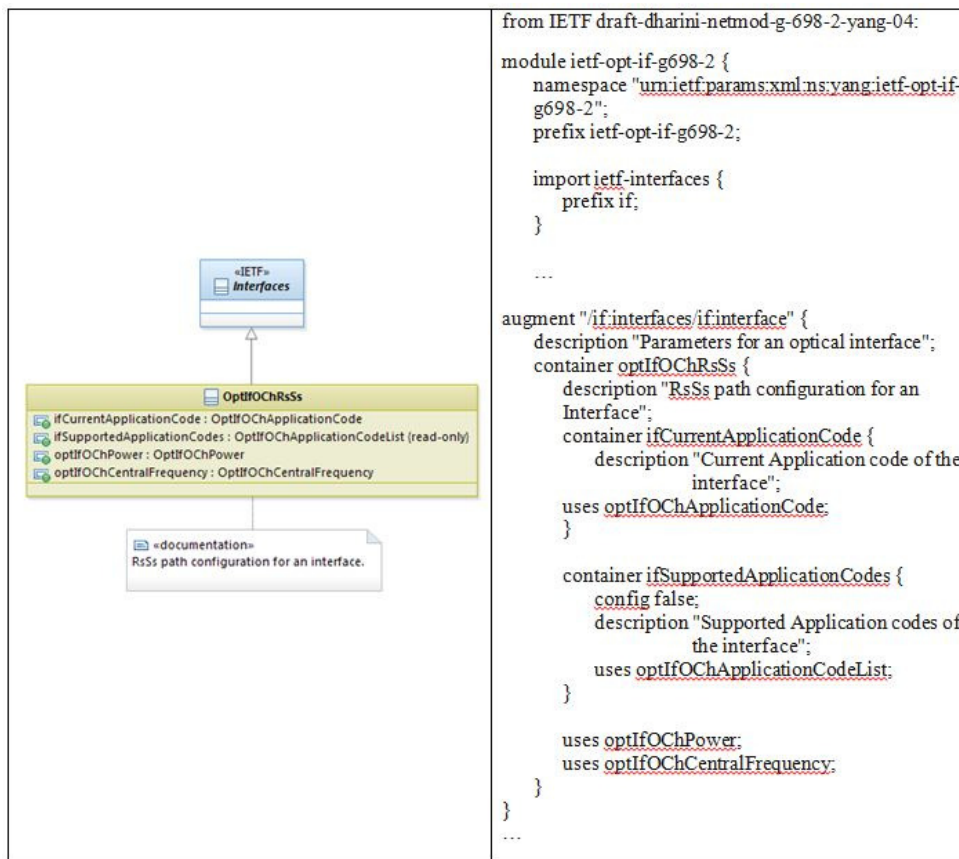 «IETF»
Interfaces
OptIfOChRsSs
ifCurrentApplicationCode : OptIfOChApplicationCode
ifSupportedApplicationCodes : OptIfOChApplicationCodeList (read-only)
optIfOChPower : OptIfOChPower
optIfOChCentralFrequency : OptIfOChCentralFrequency
«documentation»
RsSs path configuration for an interface.
from IETF draft-dharini-netmod-g-698-2-yang-04:
module ietf-opt-if-g698-2 {
namespace "urn:ietf:params:xml:ns:yang:ietf-opt-if-
g698-2";
prefix ietf-opt-if-g698-2;
import ietf-interfaces {
prefix if;
}
...
augment "/if:interfaces/if:interface" {
description "Parameters for an optical interface";
container optIfOChRsSs {
description "RsSs path configuration for an
Interface";
container ifCurrentApplicationCode {
description "Current Application code of the
interface";
uses optIfOChApplicationCode;
}
container ifSupportedApplicationCodes {
config false;
description "Supported Application codes of
the interface";
uses optIfOChApplicationCodeList;
}
uses optIfOChPower;
uses optIfOChCentralFrequency;
}
}
...